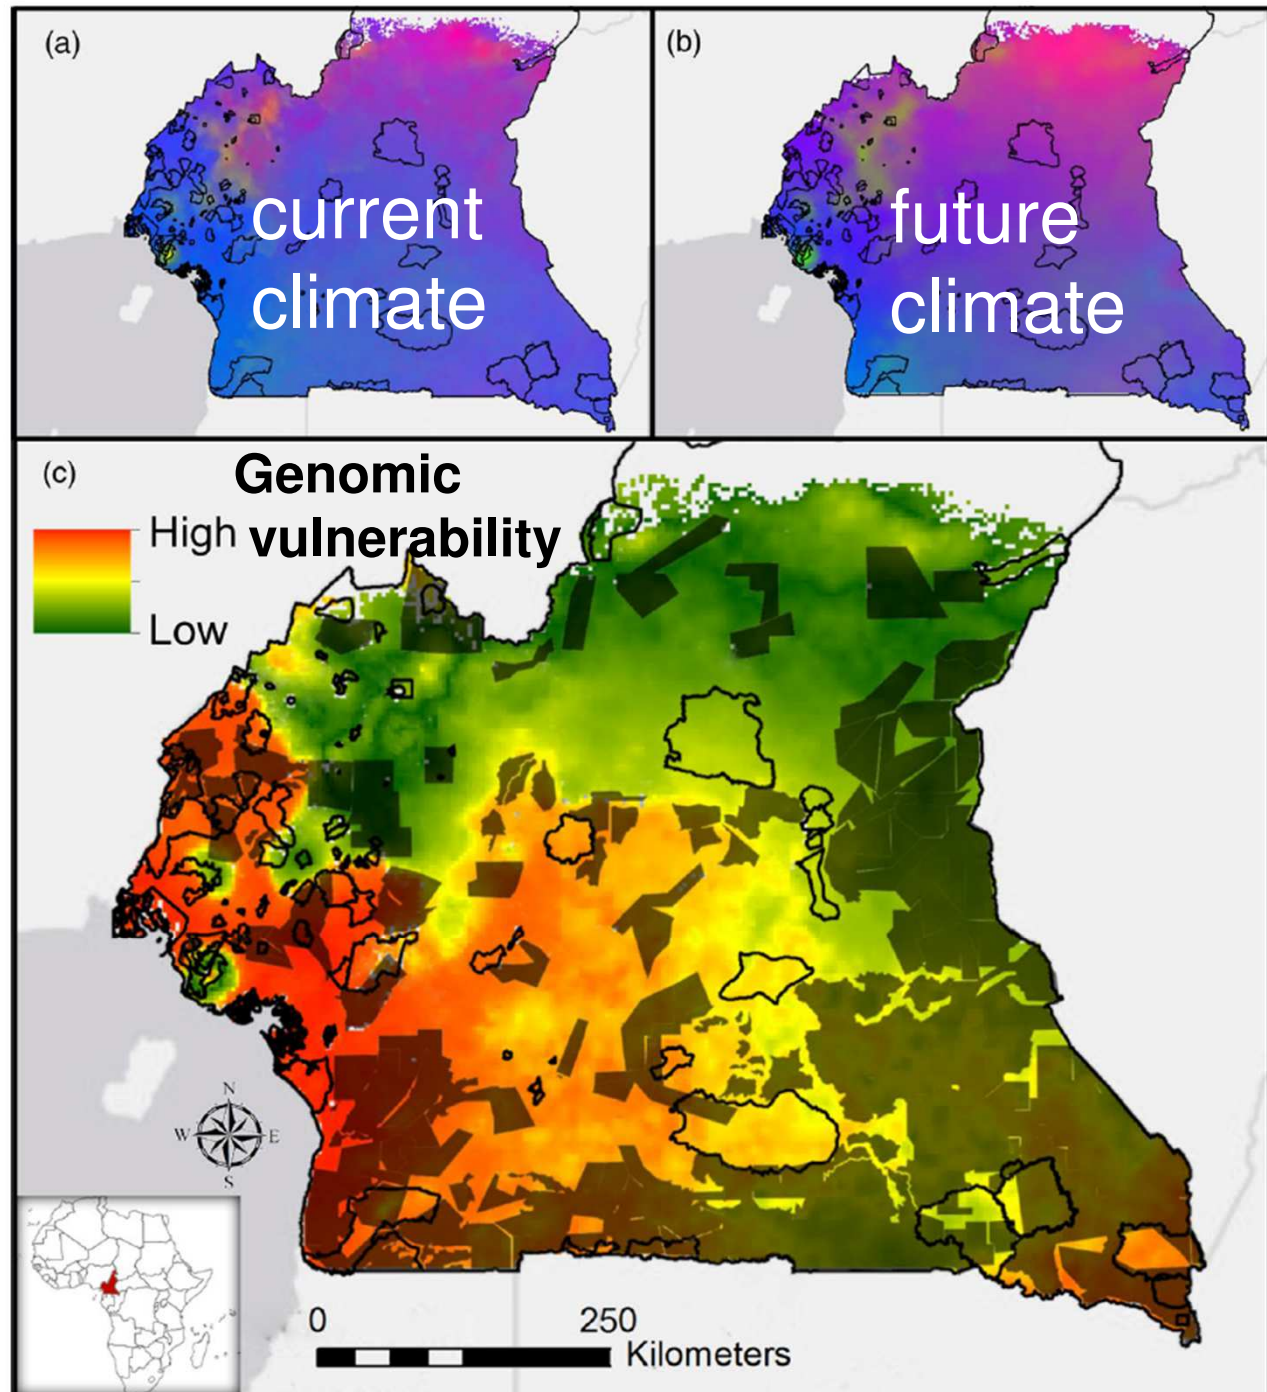 (a)
current
climate
(b)
future
climate
(c)
Genomic
vulnerability
High
Low
N
W
E
S
0
250
Kilometers